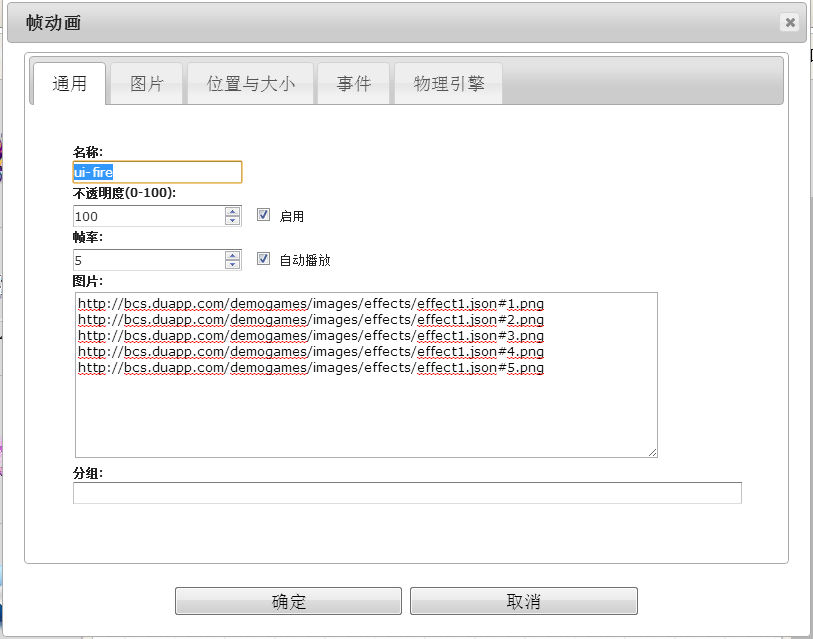 帧动画
通用
图片
位置与大小
事件
物理引擎
名称:
ui-fire
不透明度(0-100):
100
启用
帧率:
5
自动播放
图片:
http://bcs.duapp.com/demogames/images/effects/effect1.json#1.png
http://bcs.duapp.com/demogames/images/effects/effect1.json#2.png
http://bcs.duapp.com/demogames/images/effects/effect1.json#3.png
http://bcs.duapp.com/demogames/images/effects/effect1.json#4.png
http://bcs.duapp.com/demogames/images/effects/effect1.json#5.png
分组:
确定
取消